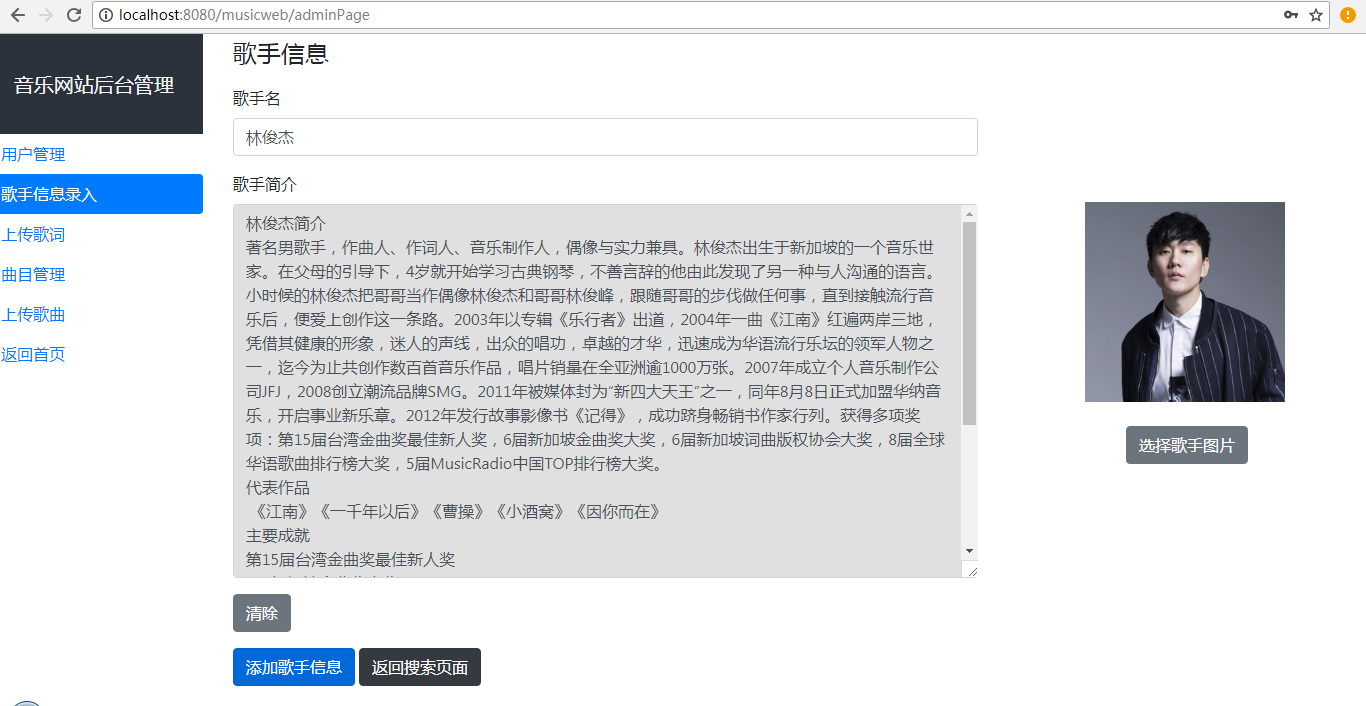 localhost:8080/musicweb/adminPage
音乐网站后台管理
用户管理
歌手信息录入
上传歌词
曲目管理
上传歌曲
返回首页
歌手信息
歌手名
林俊杰
歌手简介
林俊杰简介
著名男歌手，作曲人、作词人、音乐制作人，偶像与实力兼具。林俊杰出生于新加坡的一个音乐世
家。在父母的引导下，4岁就开始学习古典钢琴，不善言辞的他由此发现了另一种与人沟通的语言。
小时候的林俊杰把哥哥当作偶像林俊杰和哥哥林俊峰，跟随哥哥的步伐做任何事，直到接触流行音
乐后，便爱上创作这一条路。2003年以专辑《乐行者》出道，2004年一曲《江南》红遍两岸三地，
凭借其健康的形象，迷人的声线，出众的唱功，卓越的才华，迅速成为华语流行乐坛的领军人物之
一，迄今为止共创作数百首音乐作品，唱片销量在全亚洲逾1000万张。2007年成立个人音乐制作公
司JFJ，2008创立潮流品牌SMG。2011年被媒体封为“新四大天王”之一，同年8月8日正式加盟华纳音
乐，开启事业新乐章。2012年发行故事影像书《记得》，成功跻身畅销书作家行列。获得多项奖
项：第15届台湾金曲奖最佳新人奖，6届新加坡金曲奖大奖，6届新加坡词曲版权协会大奖，8届全球
华语歌曲排行榜大奖，5届MusicRadio中国TOP排行榜大奖。
代表作品
《江南》《一千年以后》《曹操》《小酒窝》《因你而在》
主要成就
第15届台湾金曲奖最佳新人奖
选择歌手图片
清除
添加歌手信息
返回搜索页面